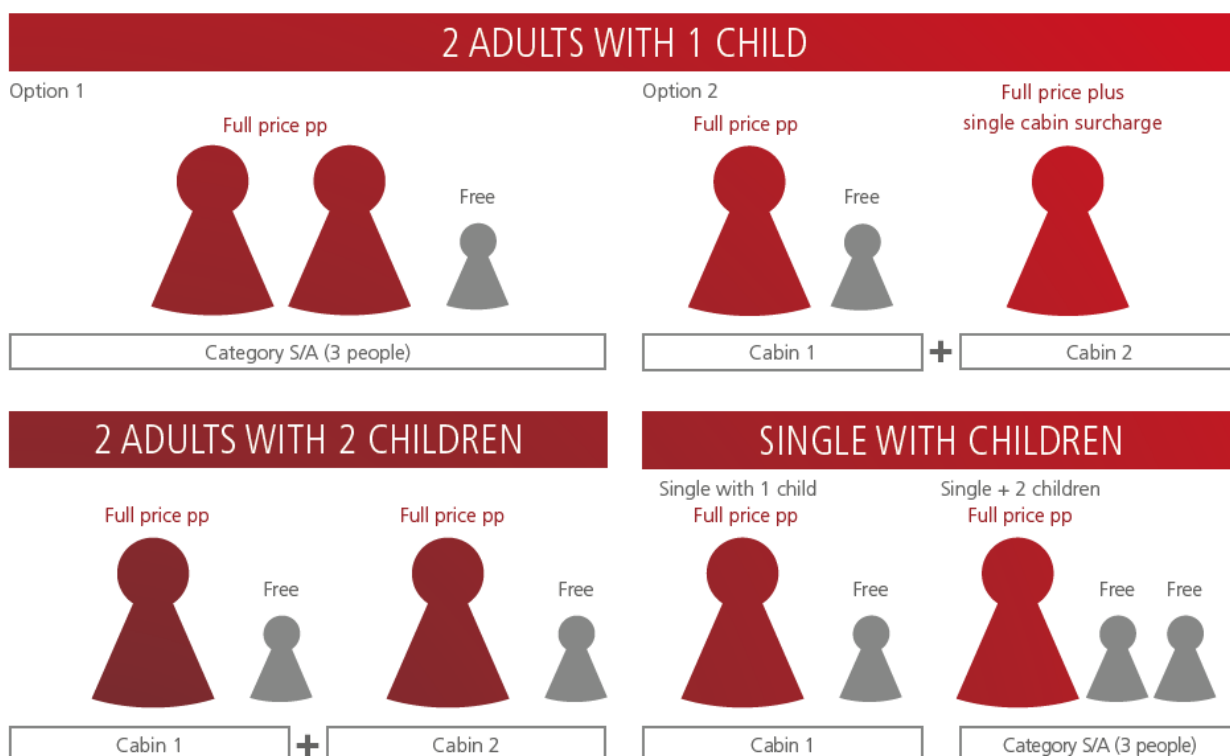 2 ADULTS WITH 1 CHILD
Option 1
Full price pp
Free
Category S/A (3 people)
Option 2
Full price pp
Free
Full price plus
single cabin surcharge
Cabin 1
+
Cabin 2
2 ADULTS WITH 2 CHILDREN
Full price pp
Free
Full price pp
Free
Cabin 1
+
Cabin 2
SINGLE WITH CHILDREN
Single with 1 child
Full price pp
Free
Cabin 1
Single + 2 children
Full price pp
Free
Free
Category S/A (3 people)